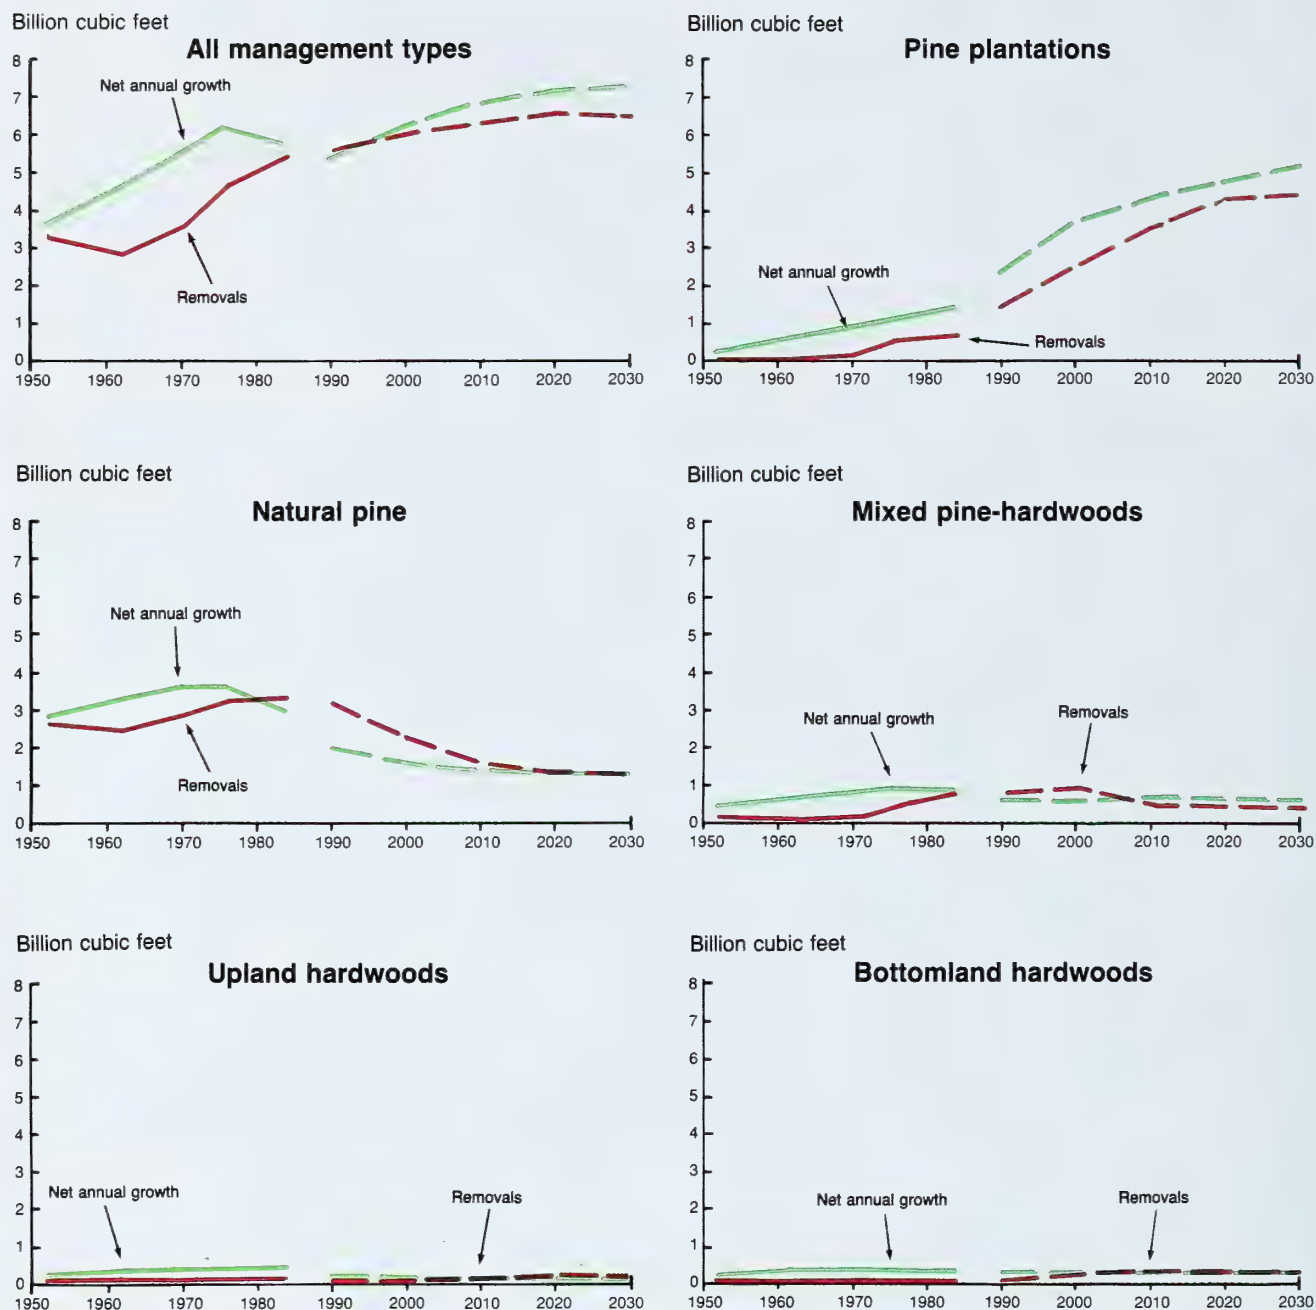 Billion cubic feet
All management types
8
7
6
5
4
3
2
1
0
Net annual growth
Removals
1950 1960 1970 1980 1990 2000 2010 2020 2030
Billion cubic feet
Pine plantations
8
7
6
5
4
3
2
1
0
Net annual growth
Removals
1950 1960 1970 1980 1990 2000 2010 2020 2030
Billion cubic feet
Natural pine
8
7
6
5
4
3
2
1
0
Net annual growth
Removals
1950 1960 1970 1980 1990 2000 2010 2020 2030
Billion cubic feet
Mixed pine-hardwoods
8
7
6
5
4
3
2
1
0
Net annual growth
Removals
1950 1960 1970 1980 1990 2000 2010 2020 2030
Billion cubic feet
Upland hardwoods
8
7
6
5
4
3
2
1
0
Net annual growth
Removals
1950 1960 1970 1980 1990 2000 2010 2020 2030
Billion cubic feet
Bottomland hardwoods
8
7
6
5
4
3
2
1
0
Net annual growth
Removals
1950 1960 1970 1980 1990 2000 2010 2020 2030